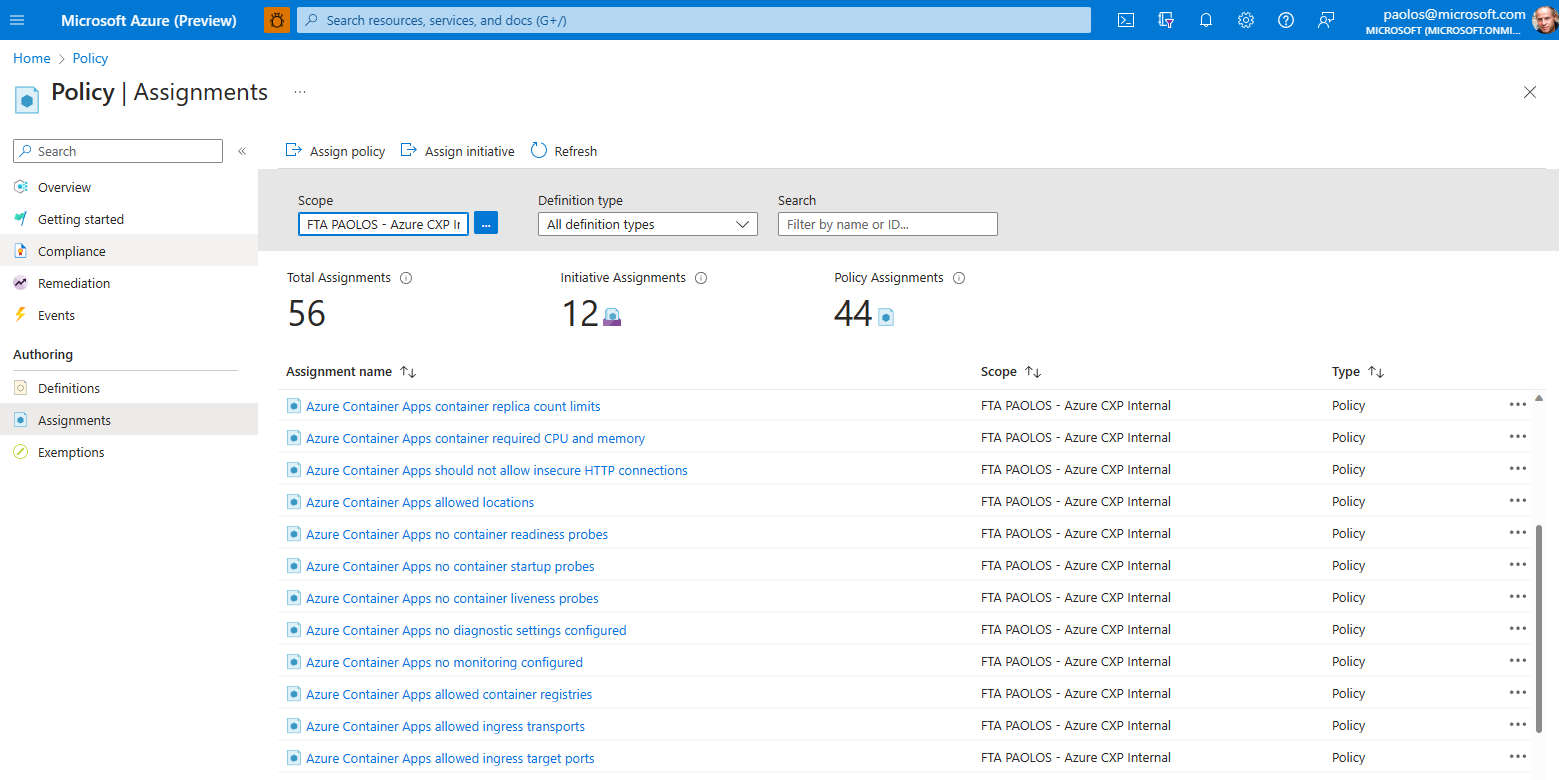 Microsoft Azure (Preview)
Search resources, services, and docs (G+/)
paolos@microsoft.com
MICROSOFT (MICROSOFT.ONMI...
Home > Policy
Policy | Assignments ...
Search «
Overview
Getting started
Compliance
Remediation
Events
Authoring
Definitions
Assignments
Exemptions
Assign policy Assign initiative Refresh
Scope Definition type Search
FTA PAOLOS - Azure CXP Ir ... All definition types Filter by name or ID...
Total Assignments Initiative Assignments Policy Assignments
56 12 44
Assignment name ↑↓ Scope ↑↓ Type ↑↓
Azure Container Apps container replica count limits FTA PAOLOS - Azure CXP Internal Policy ...
Azure Container Apps container required CPU and memory FTA PAOLOS - Azure CXP Internal Policy ...
Azure Container Apps should not allow insecure HTTP connections FTA PAOLOS - Azure CXP Internal Policy ...
Azure Container Apps allowed locations FTA PAOLOS - Azure CXP Internal Policy ...
Azure Container Apps no container readiness probes FTA PAOLOS - Azure CXP Internal Policy ...
Azure Container Apps no container startup probes FTA PAOLOS - Azure CXP Internal Policy ...
Azure Container Apps no container liveness probes FTA PAOLOS - Azure CXP Internal Policy ...
Azure Container Apps no diagnostic settings configured FTA PAOLOS - Azure CXP Internal Policy ...
Azure Container Apps no monitoring configured FTA PAOLOS - Azure CXP Internal Policy ...
Azure Container Apps allowed container registries FTA PAOLOS - Azure CXP Internal Policy ...
Azure Container Apps allowed ingress transports FTA PAOLOS - Azure CXP Internal Policy ...
Azure Container Apps allowed ingress target ports FTA PAOLOS - Azure CXP Internal Policy ...